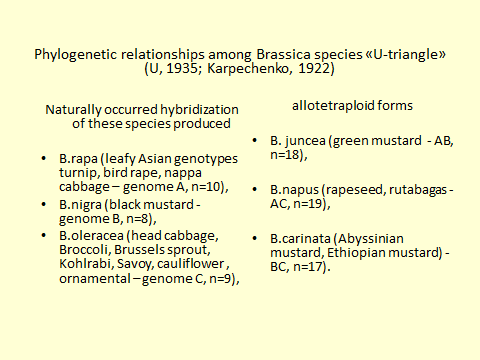 Phylogenetic relationships among Brassica species «U-triangle»
(U, 1935; Karpechenko, 1922)
Naturally occurred hybridization
of these species produced
• B.rapa (leafy Asian genotypes
turnip, bird rape, nappa
cabbage – genome A, n=10),
• B.nigra (black mustard -
genome B, n=8),
• B.oleracea (head cabbage,
Broccoli, Brussels sprout,
Kohlrabi, Savoy, cauliflower,
ornamental – genome C, n=9),
allotetraploid forms
• B. juncea (green mustard - AB,
n=18),
• B.napus (rapeseed, rutabagas -
AC, n=19),
• B.carinata (Abyssinian
mustard, Ethiopian mustard) -
BC, n=17).